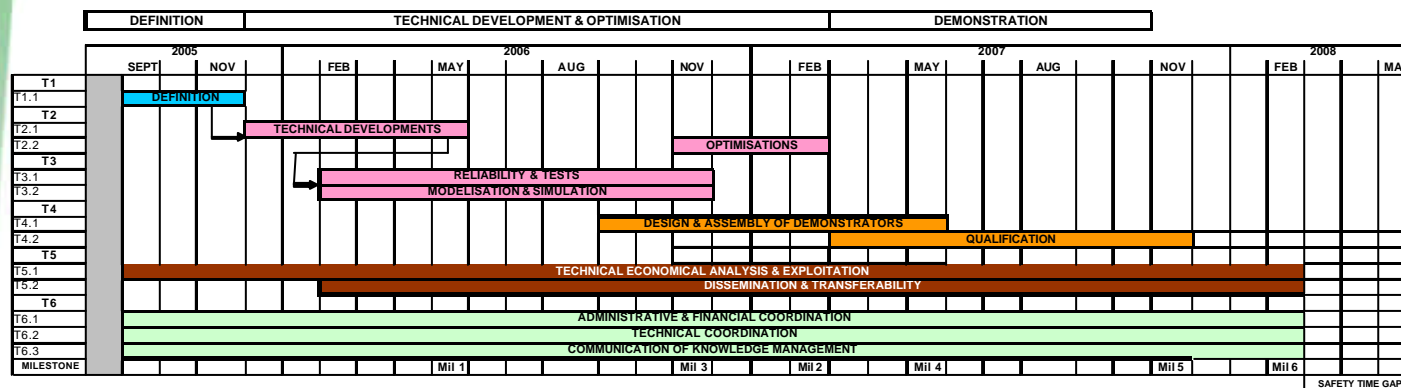 DEFINITION TECHNICAL DEVELOPMENT & OPTIMISATION DEMONSTRATION
2005 2006 2007 2008
SEPT NOV FEB MAY AUG NOV FEB MAY AUG NOV FEB MA
T1
T1.1 DEFINITION
T2
T2.1 TECHNICAL DEVELOPMENTS
T2.2 OPTIMISATIONS
T3
T3.1 RELIABILITY & TESTS
T3.2 MODELISATION & SIMULATION
T4
T4.1 DESIGN & ASSEMBLY OF DEMONSTRATORS
T4.2 QUALIFICATION
T5
T5.1 TECHNICAL ECONOMICAL ANALYSIS & EXPLOITATION
T5.2 DISSEMINATION & TRANSFERABILITY
T6
T6.1 ADMINISTRATIVE & FINANCIAL COORDINATION
T6.2 TECHNICAL COORDINATION
T6.3 COMMUNICATION OF KNOWLEDGE MANAGEMENT
MILESTONE Mil 1 Mil 3 Mil 2 Mil 4 Mil 5 Mil 6
SAFETY TIME GAP